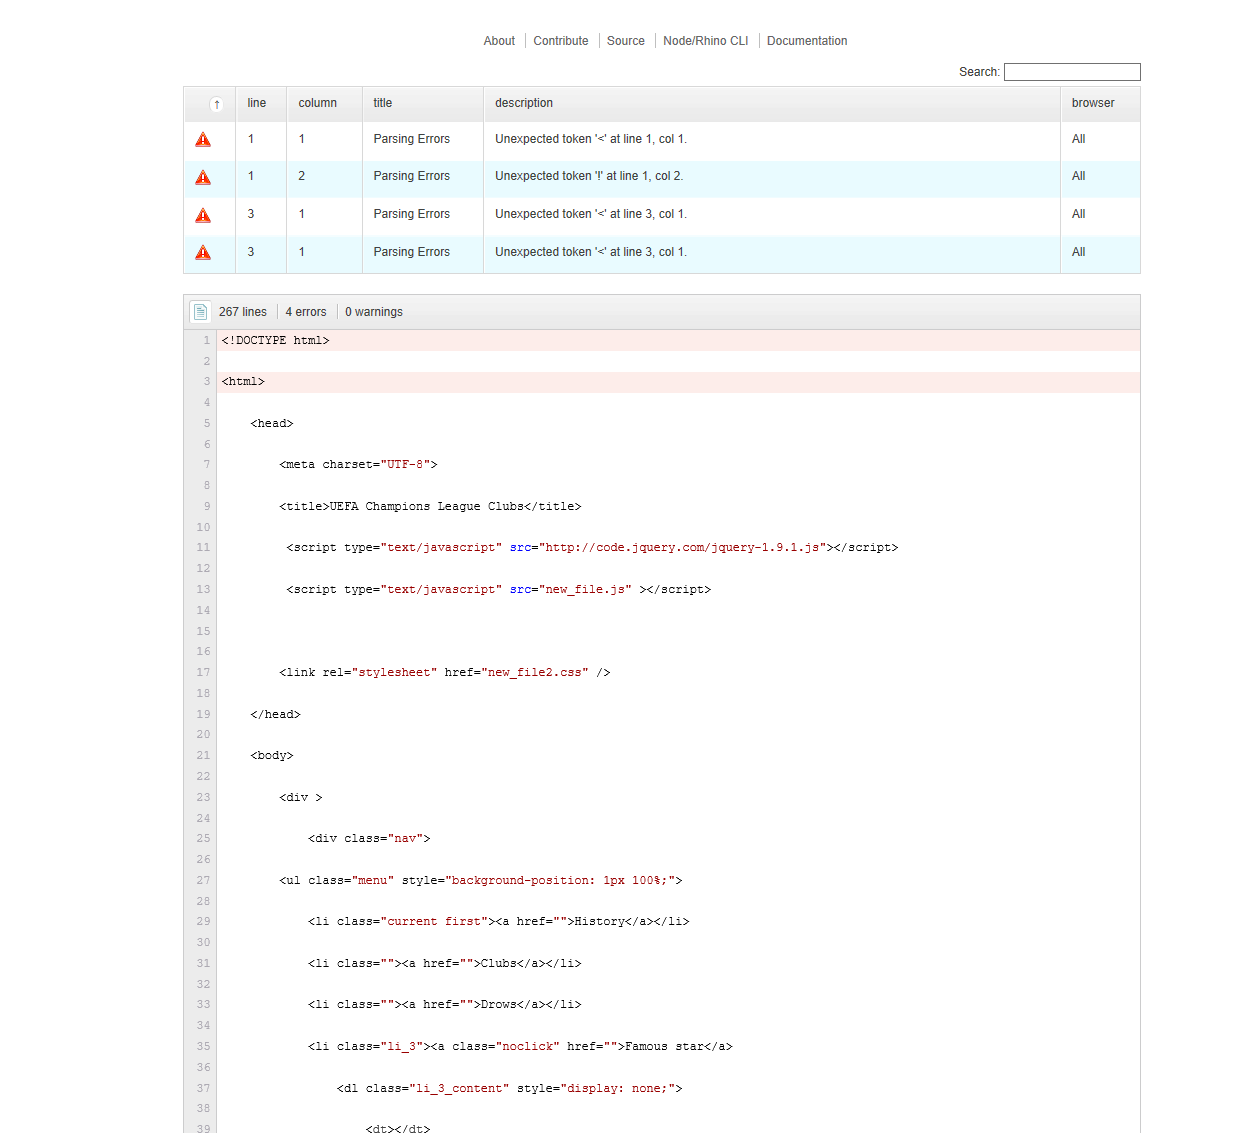 About Contribute Source Node/Rhino CLI Documentation
Search:
↑ line column title description browser
1 1 Parsing Errors Unexpected token '<' at line 1, col 1. All
1 2 Parsing Errors Unexpected token '!' at line 1, col 2. All
3 1 Parsing Errors Unexpected token '<' at line 3, col 1. All
3 1 Parsing Errors Unexpected token '<' at line 3, col 1. All
267 lines 4 errors 0 warnings
1 <!DOCTYPE html>
2
3 <html>
4
5 <head>
6
7 <meta charset="UTF-8">
8
9 <title>UEFA Champions League Clubs</title>
10
11 <script type="text/javascript" src="http://code.jquery.com/jquery-1.9.1.js"></script>
12
13 <script type="text/javascript" src="new_file.js" ></script>
14
15
16
17 <link rel="stylesheet" href="new_file2.css" />
18
19 </head>
20
21 <body>
22
23 <div >
24
25 <div class="nav">
26
27 <ul class="menu" style="background-position: 1px 100%;">
28
29 <li class="current first"><a href="">History</a></li>
30
31 <li class=""><a href="">Clubs</a></li>
32
33 <li class=""><a href="">Drows</a></li>
34
35 <li class="li_3"><a class="noclick" href="">Famous star</a>
36
37 <dl class="li_3_content" style="display: none;">
38
39 <dt></dt>